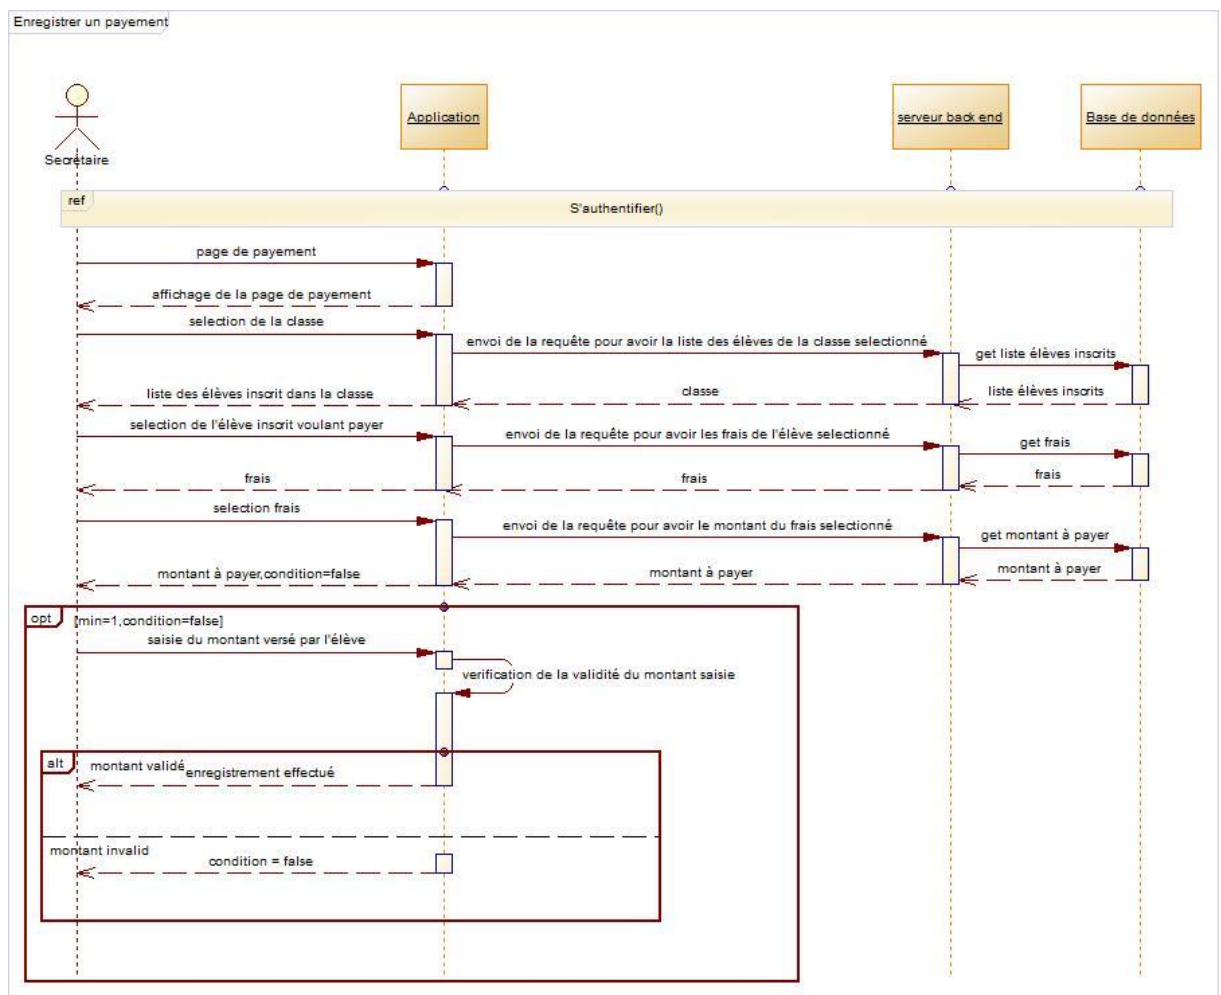 Enregistrer un payement
Secrétaire
Application
serveur back end
Base de données
ref
S'authentifier()
page de payement
affichage de la page de payement
selection de la classe
envoi de la requête pour avoir la liste des élèves de la classe selectionné
get liste élèves inscrits
liste des élèves inscrit dans la classe
classe
liste élèves inscrits
selection de l'élève inscrit voulant payer
envoi de la requête pour avoir les frais de l'élève selectionné
get frais
frais
frais
frais
selection frais
envoi de la requête pour avoir le montant du frais selectionné
get montant à payer
montant à payer,condition=false
montant à payer
montant à payer
opt
[min=1,condition=false]
saisie du montant versé par l'élève
verification de la validité du montant saisie
alt
montant validé
enregistrement effectué
montant invalid
condition = false